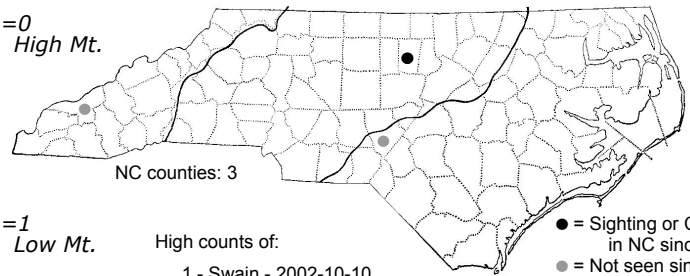 =0
High Mt.
NC counties: 3
=1
Low Mt.
High counts of:
1 - Swain - 2002-10-10
● = Sighting or
in NC sinc
● = Not seen sin